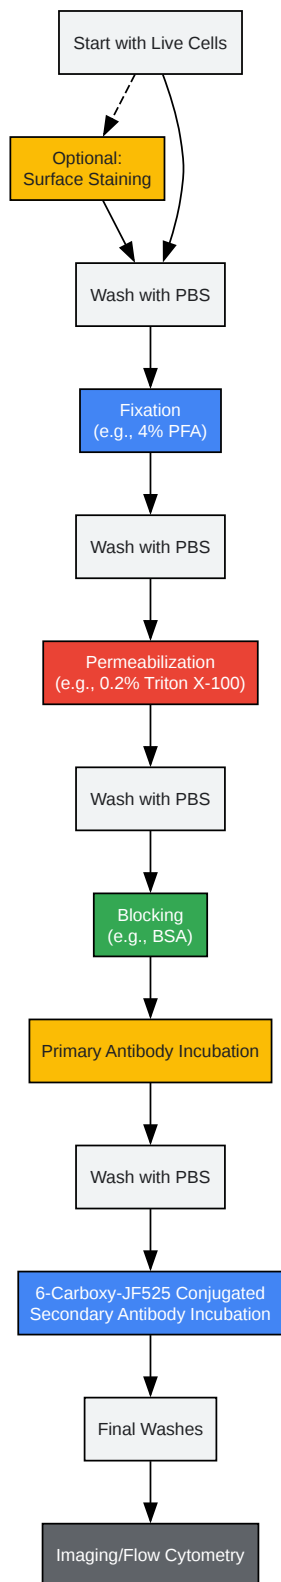 Start with Live Cells
Optional:
Surface Staining
Wash with PBS
Fixation
(e.g., 4% PFA)
Wash with PBS
Permeabilization
(e.g., 0.2% Triton X-100)
Wash with PBS
Blocking
(e.g., BSA)
Primary Antibody Incubation
Wash with PBS
6-Carboxy-JF525 Conjugated
Secondary Antibody Incubation
Final Washes
Imaging/Flow Cytometry